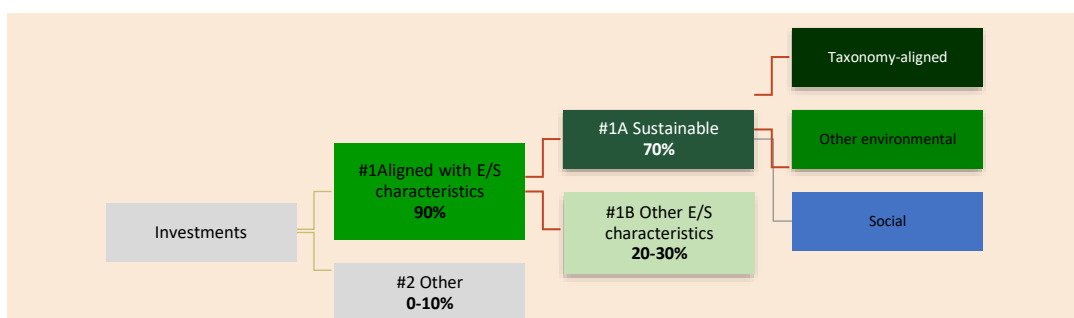 Investments
#1Aligned with E/S
characteristics
90%
#2 Other
0-10%
#1A Sustainable
70%
#1B Other E/S
characteristics
20-30%
Taxonomy-aligned
Other environmental
Social